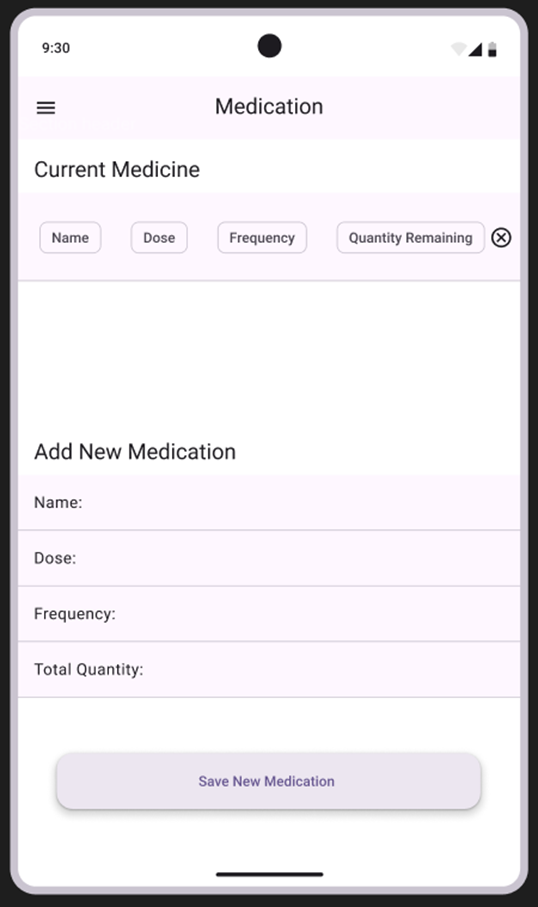 9:30
Medication
Current Medicine
Name Dose Frequency Quantity Remaining
Add New Medication
Name:
Dose:
Frequency:
Total Quantity:
Save New Medication